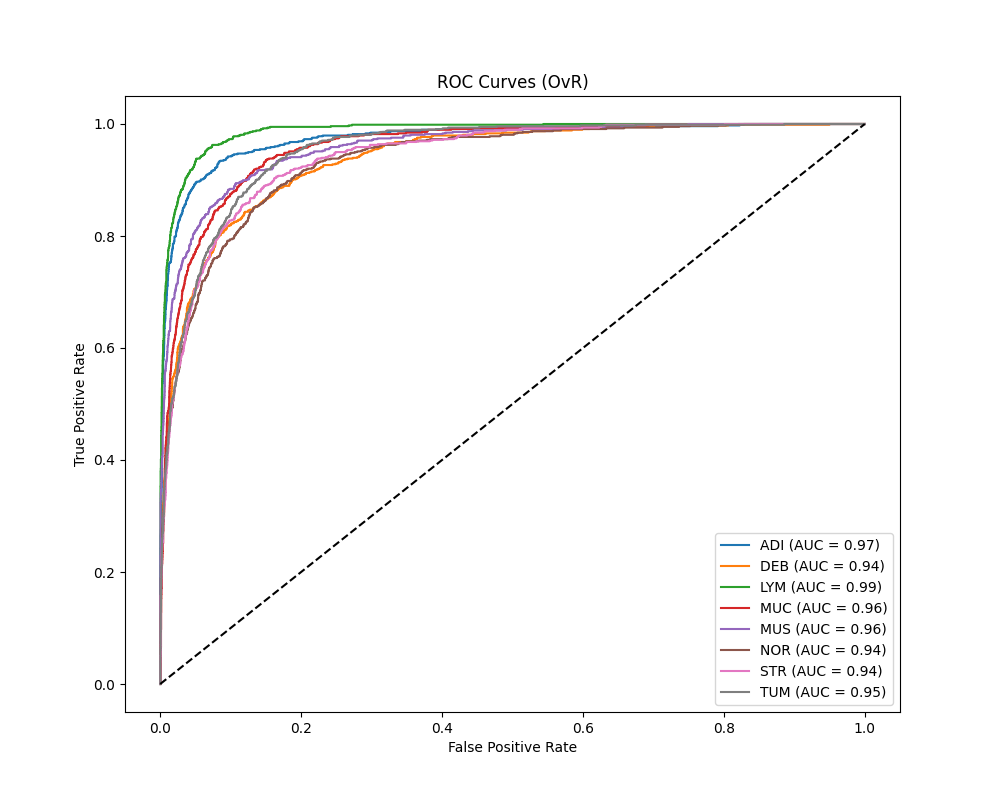 ROC Curves (OvR)
True Positive Rate
1.0
0.8
0.6
0.4
0.2
0.0
ADI (AUC = 0.97)
DEB (AUC = 0.94)
LYM (AUC = 0.99)
MUC (AUC = 0.96)
MUS (AUC = 0.96)
NOR (AUC = 0.94)
STR (AUC = 0.94)
TUM (AUC = 0.95)
0.0 0.2 0.4 0.6 0.8 1.0
False Positive Rate